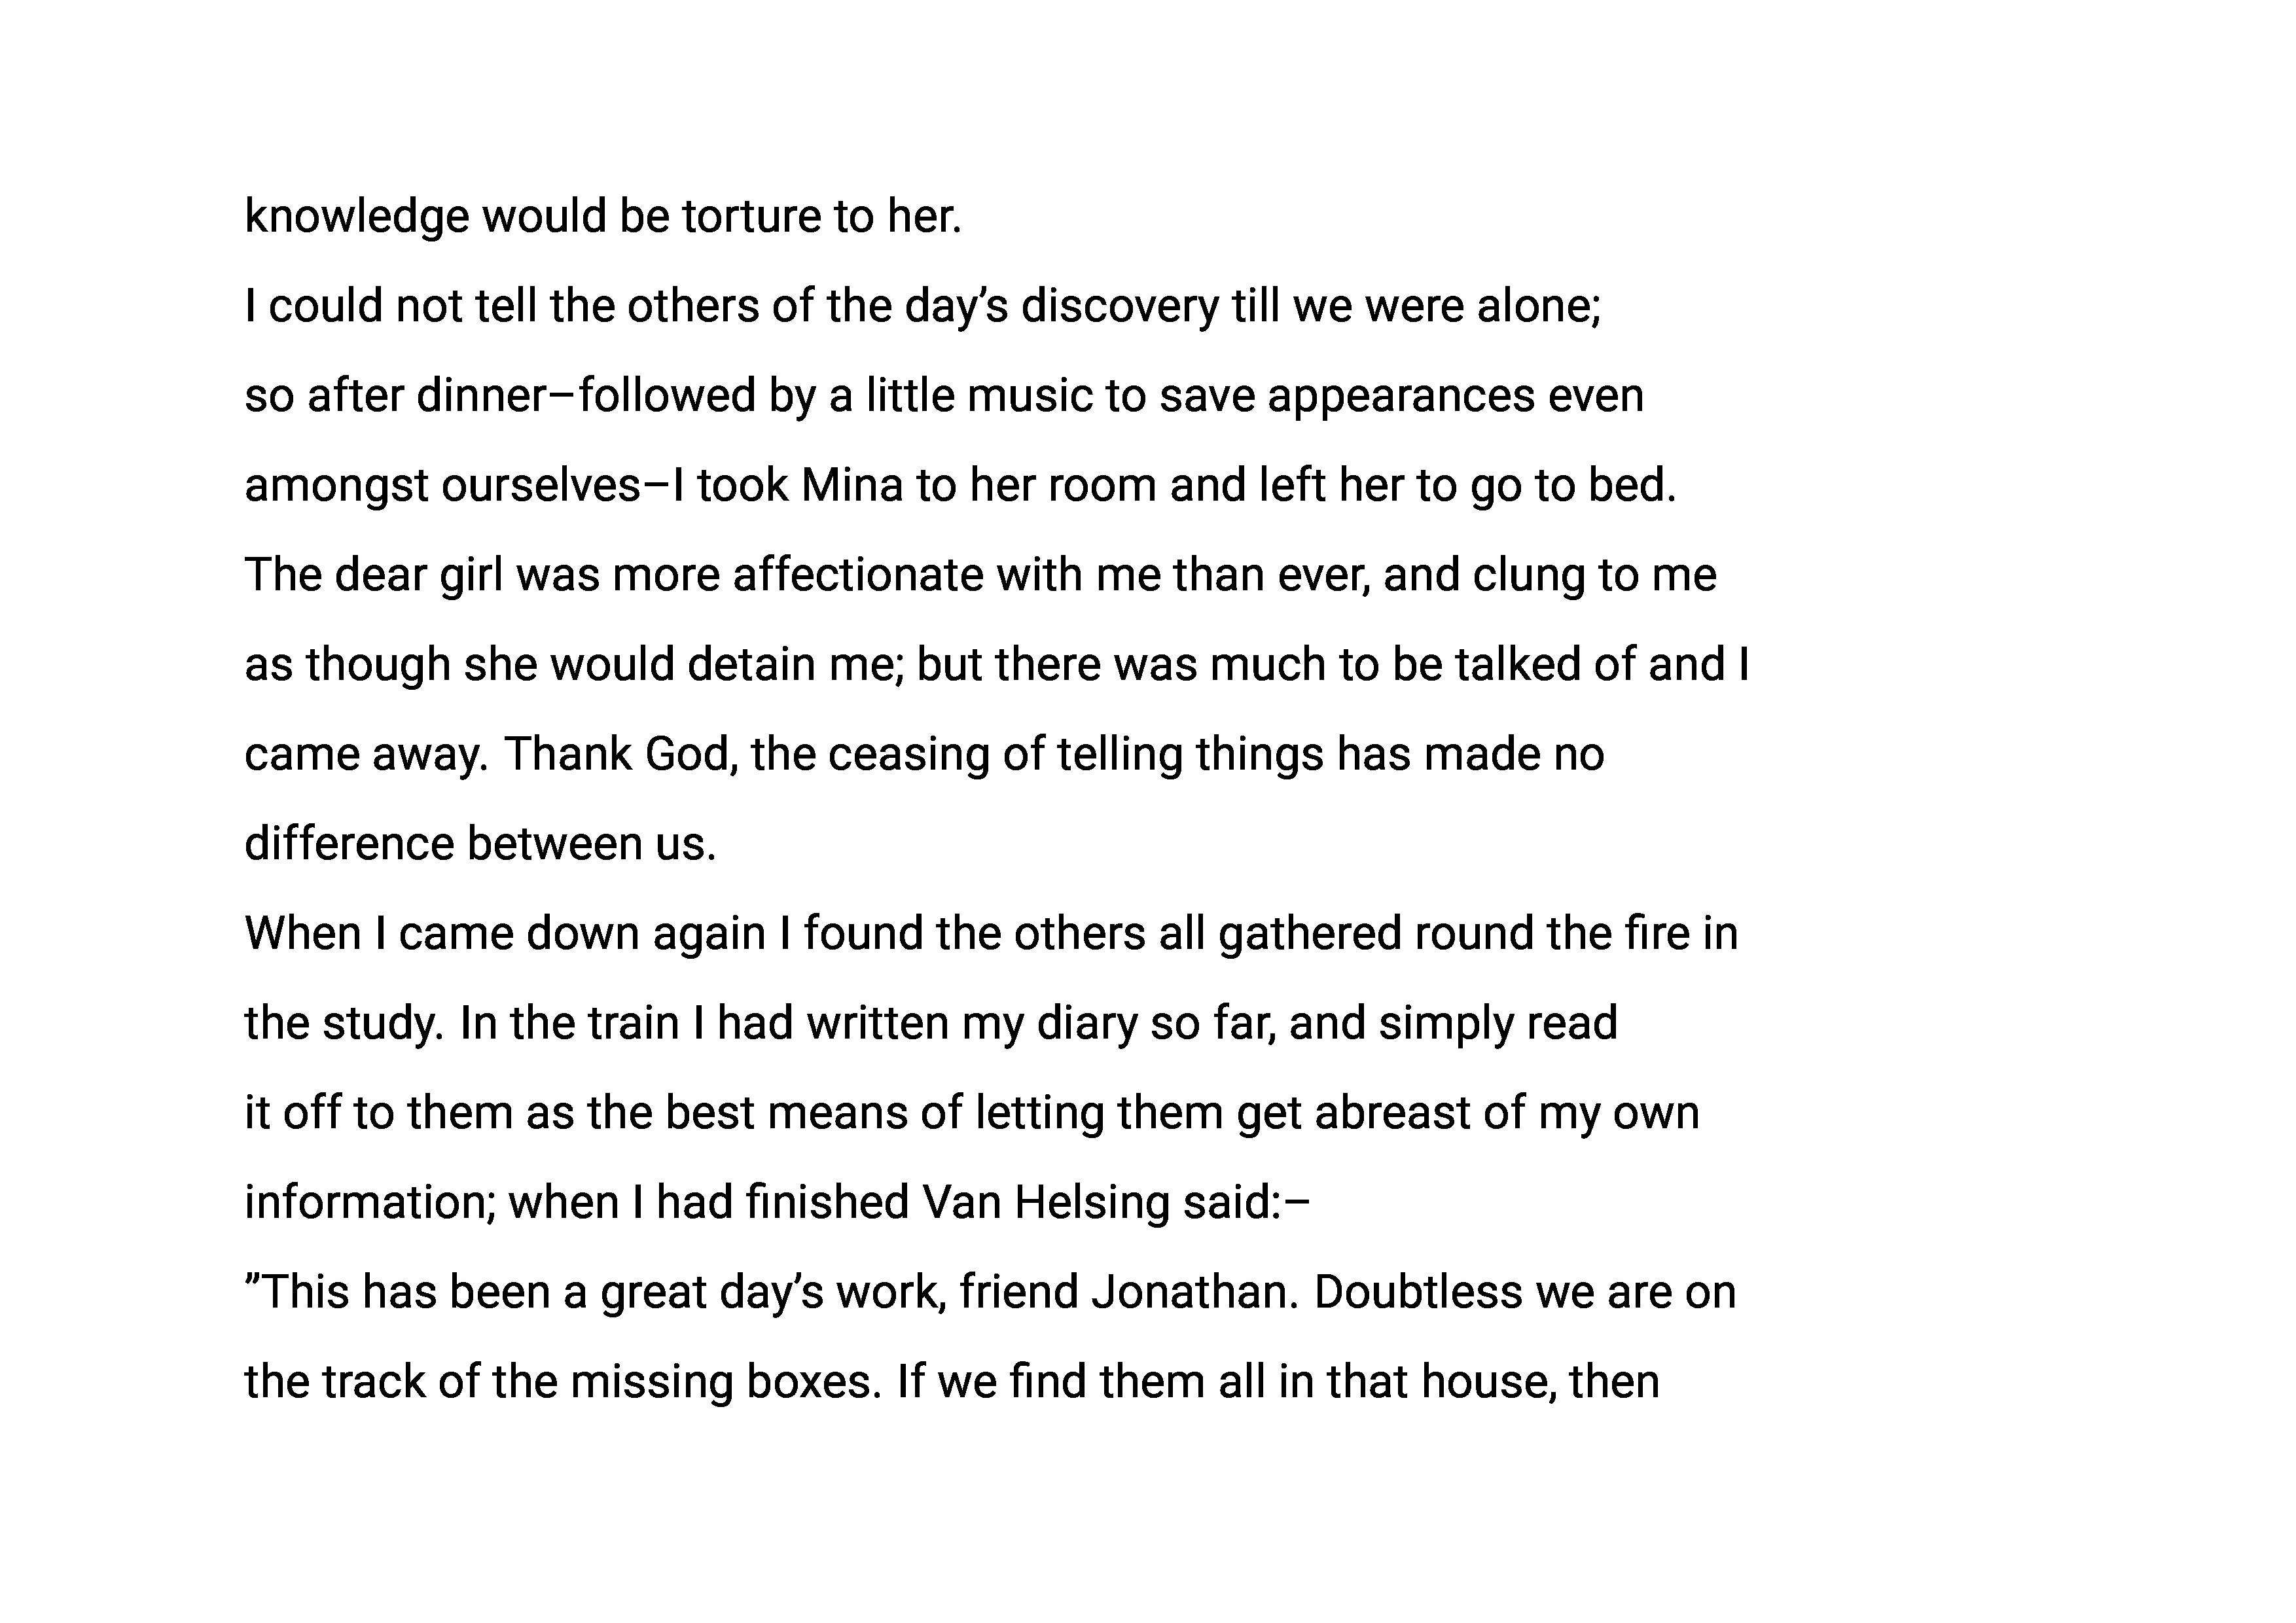 knowledge would be torture to her.
I could not tell the others of the day’s discovery till we were alone;
so after dinner–followed by a little music to save appearances even
amongst ourselves–I took Mina to her room and left her to go to bed.
The dear girl was more affectionate with me than ever, and clung to me
as though she would detain me; but there was much to be talked of and I
came away. Thank God, the ceasing of telling things has made no
difference between us.
When I came down again I found the others all gathered round the fire in
the study. In the train I had written my diary so far, and simply read
it off to them as the best means of letting them get abreast of my own
information; when I had finished Van Helsing said:–
”This has been a great day’s work, friend Jonathan. Doubtless we are on
the track of the missing boxes. If we find them all in that house, then